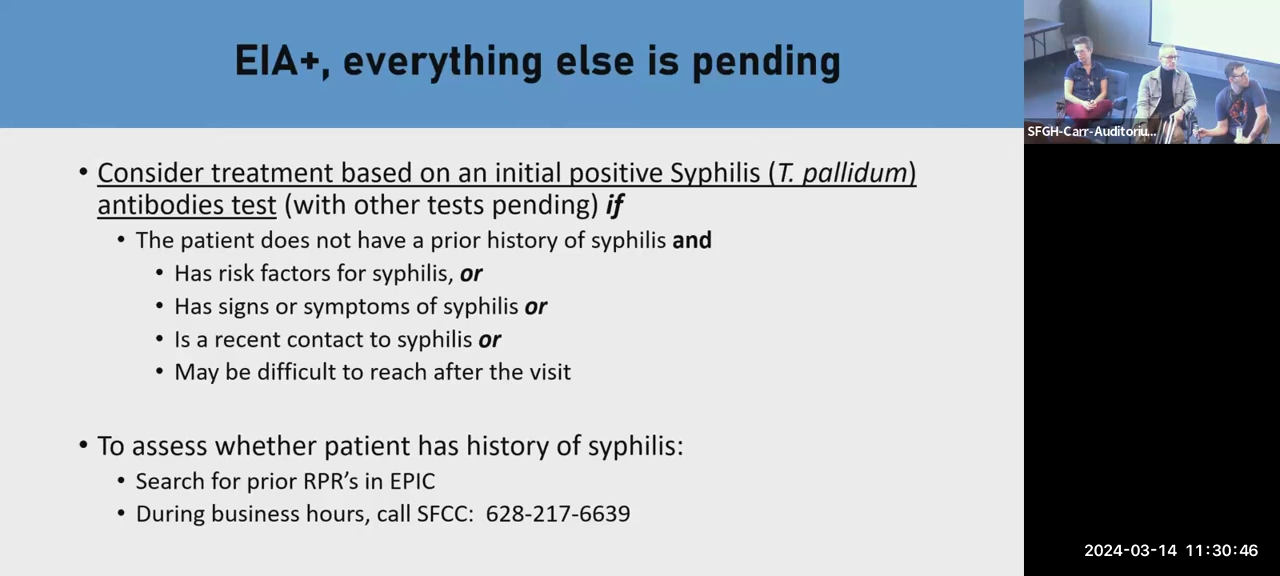 EIA+, everything else is pending
SFGH-Carr-Auditoriu...
• Consider treatment based on an initial positive Syphilis (T. pallidum)
antibodies test (with other tests pending) if
• The patient does not have a prior history of syphilis and
• Has risk factors for syphilis, or
• Has signs or symptoms of syphilis or
• Is a recent contact to syphilis or
• May be difficult to reach after the visit
• To assess whether patient has history of syphilis:
• Search for prior RPR’s in EPIC
• During business hours, call SFCC: 628-217-6639
2024-03-14 11:30:46